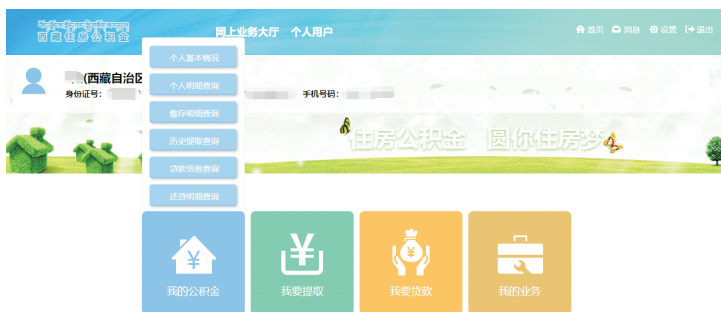 西藏住房公积金
网上业务大厅 个人用户
首页 消息 设置 退出
个人基本情况
(西藏自治区
个人明细查询
身份证号：
手机号码：
缴存明细查询
历史提取查询
住房公积金 圆你住房梦
贷款信息查询
还贷明细查询
我的公积金
我要提取
我要贷款
我的业务